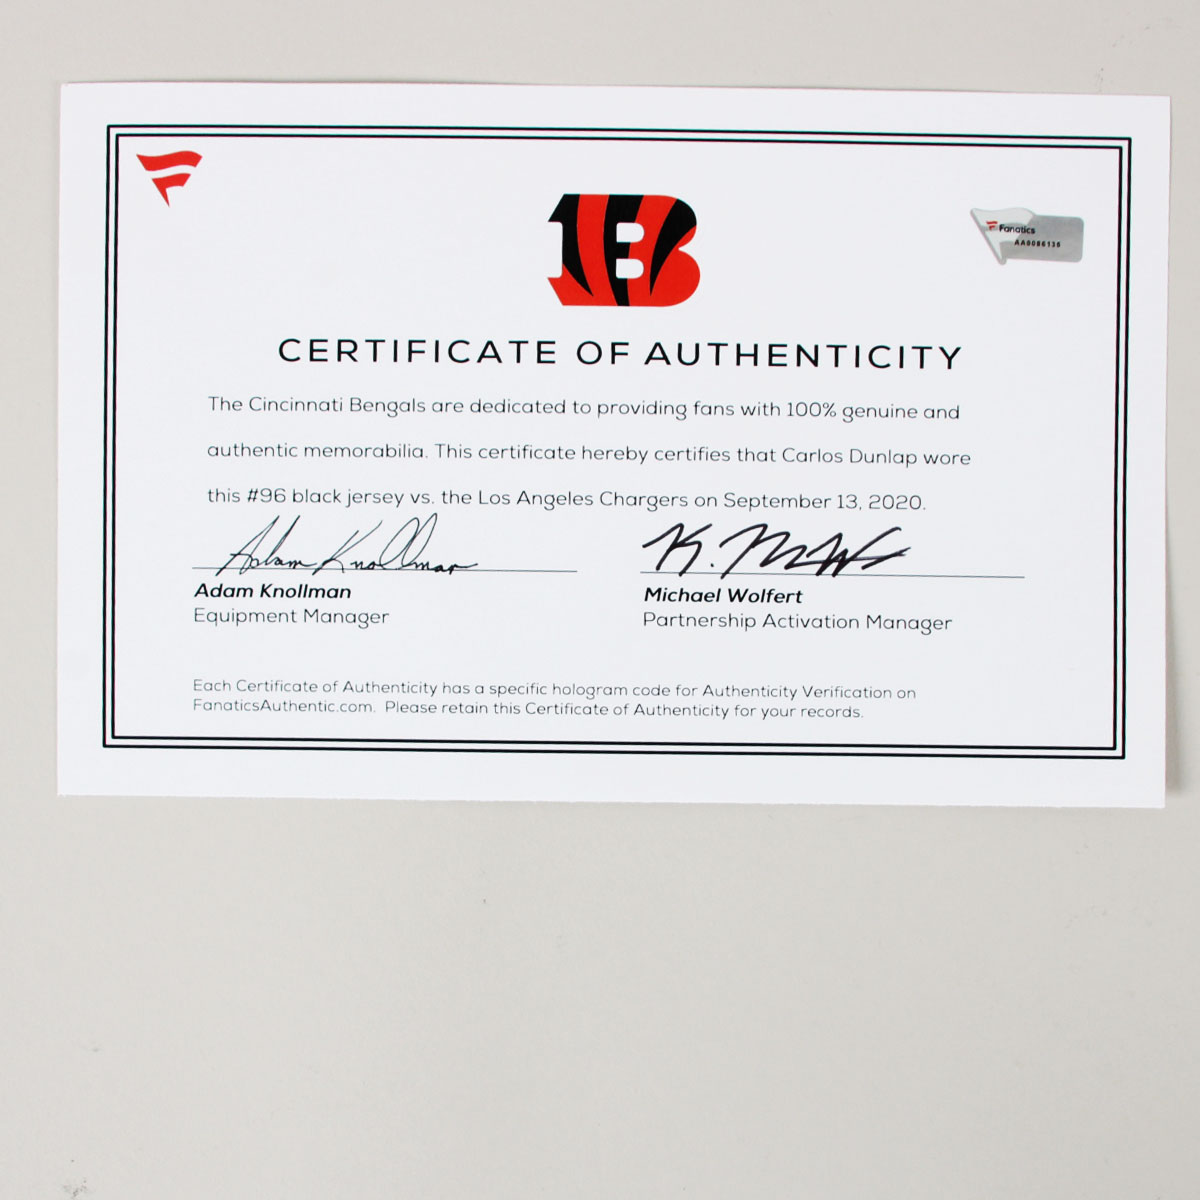 Fanatics
AA0086136
CERTIFICATE OF AUTHENTICITY
The Cincinnati Bengals are dedicated to providing fans with 100% genuine and
authentic memorabilia. This certificate hereby certifies that Carlos Dunlap wore
this #96 black jersey vs. the Los Angeles Chargers on September 13, 2020.
Adam Knollman
Adam Knollman
Equipment Manager
Michael Wolfert
Partnership Activation Manager
Each Certificate of Authenticity has a specific hologram code for Authenticity Verification on
FanaticsAuthentic.com. Please retain this Certificate of Authenticity for your records.